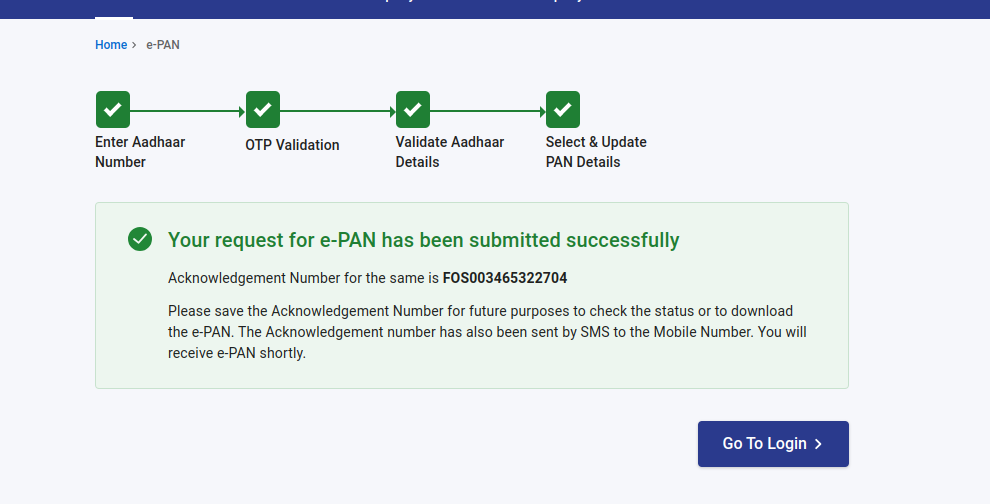 Home > e-PAN
Enter Aadhaar
Number
OTP Validation
Validate Aadhaar
Details
Select & Update
PAN Details
Your request for e-PAN has been submitted successfully
Acknowledgement Number for the same is FOS003465322704
Please save the Acknowledgement Number for future purposes to check the status or to download
the e-PAN. The Acknowledgement number has also been sent by SMS to the Mobile Number. You will
receive e-PAN shortly.
Go To Login >